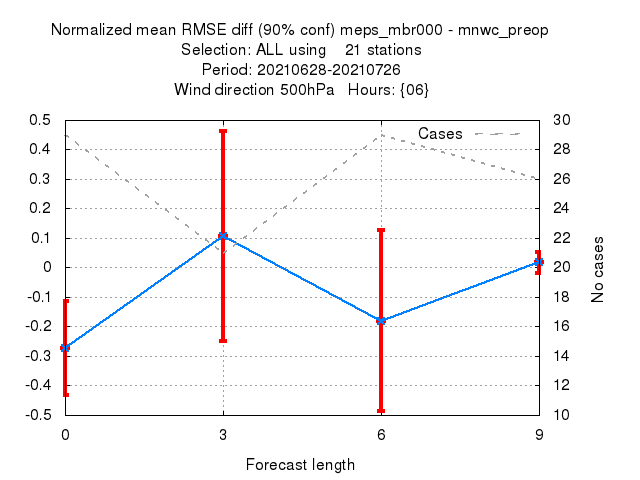 Normalized mean RMSE diff (90% conf) meps_mbr000 - mnwc_preop
Selection: ALL using 21 stations
Period: 20210628-20210726
Wind direction 500hPa Hours: {06}
Cases
0.5
0.4
0.3
0.2
0.1
0
-0.1
-0.2
-0.3
-0.4
-0.5
30
28
26
24
22
20
18
16
14
12
10
No cases
0 3 6 9
Forecast length